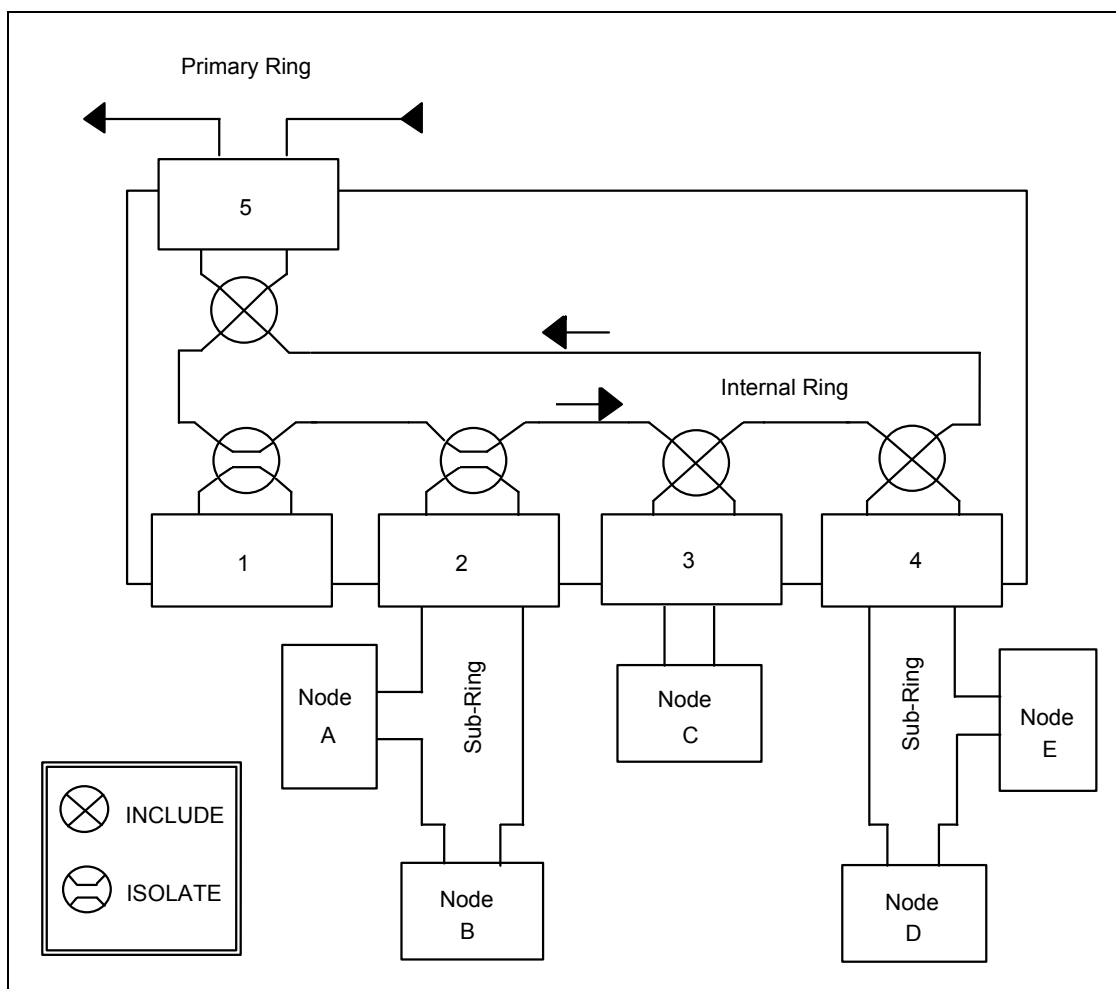 Primary Ring
5
Internal Ring
1
2
3
4
Node
A
Sub-Ring
Node
C
Sub-Ring
Node
E
Node
B
Node
D
INCLUDE
ISOLATE